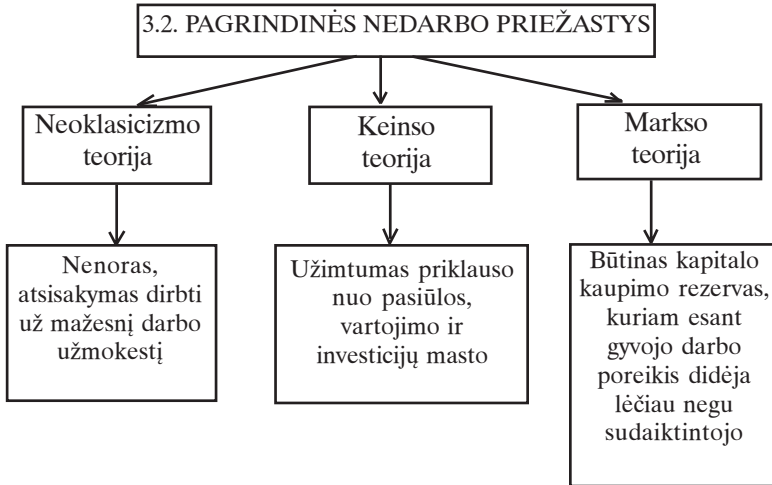 3.2. PAGRINDINĖS NEDARBO PRIEŽASTYS
Neoklasicizmo
teorija
Keinso
teorija
Markso
teorija
Nenoras,
atsisakymas dirbti
už mažesnį darbo
užmokestį
Užimtumas priklauso
nuo pasiūlos,
vartojimo ir
investicijų masto
Būtinas kapitalo
kaupimo rezervas,
kuriam esant
gyvojo darbo
poreikis didėja
lėčiau negu
sudaiktintojo